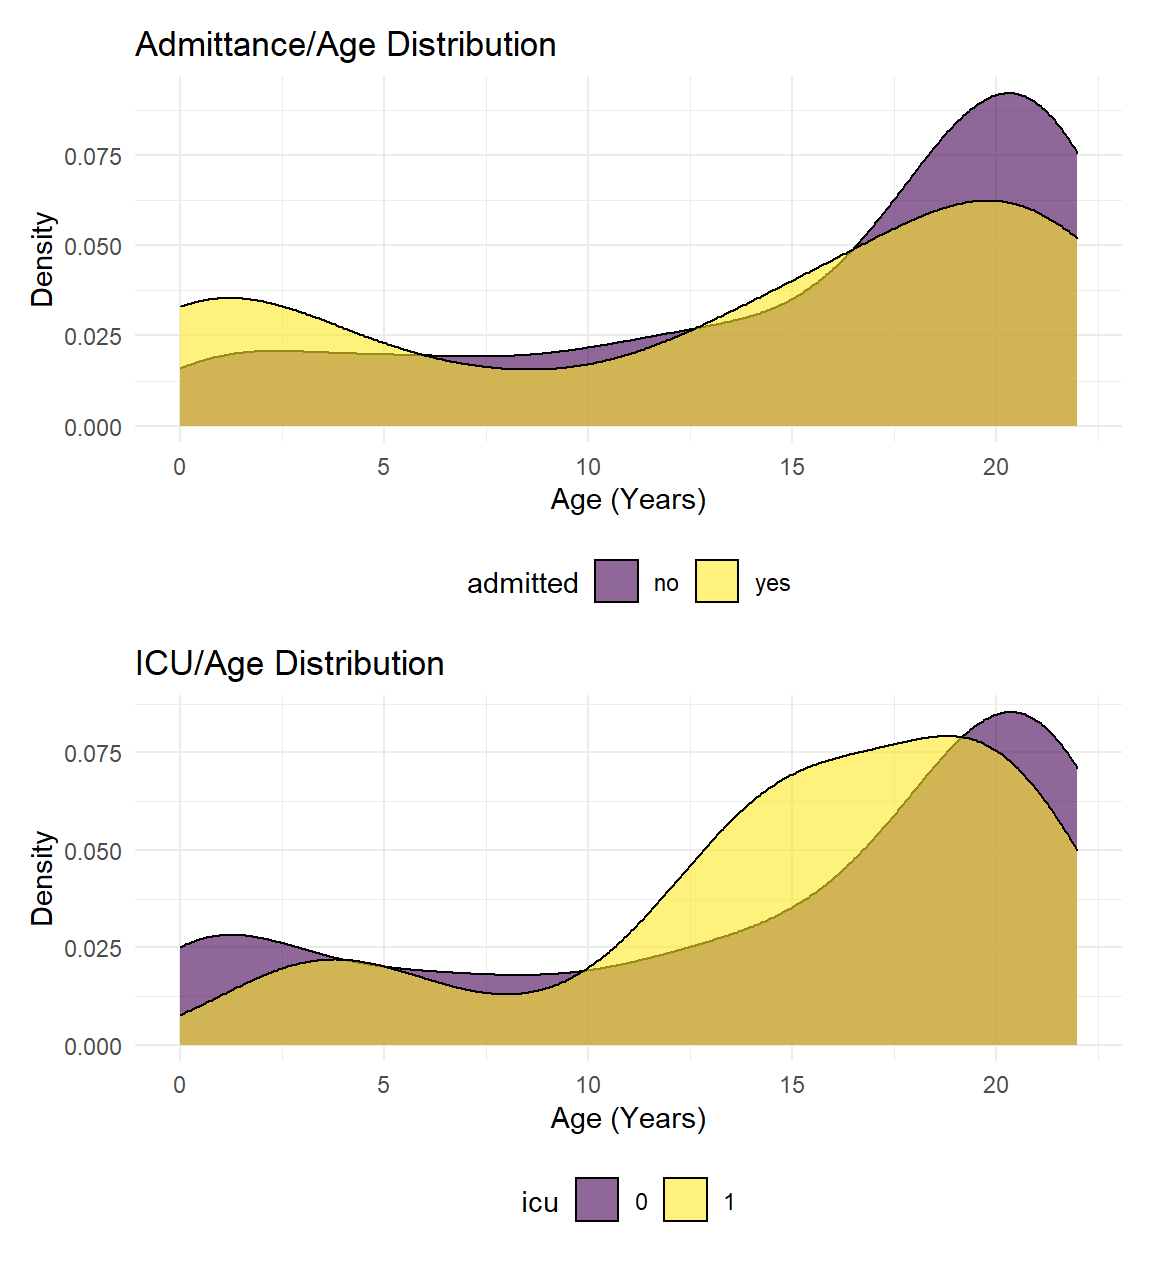 Admittance/Age Distribution
0.075
0.050
0.025
0.000
Density
0 5 10 15 20
Age (Years)
admitted no yes
ICU/Age Distribution
0.075
0.050
0.025
0.000
Density
0 5 10 15 20
Age (Years)
icu 0 1